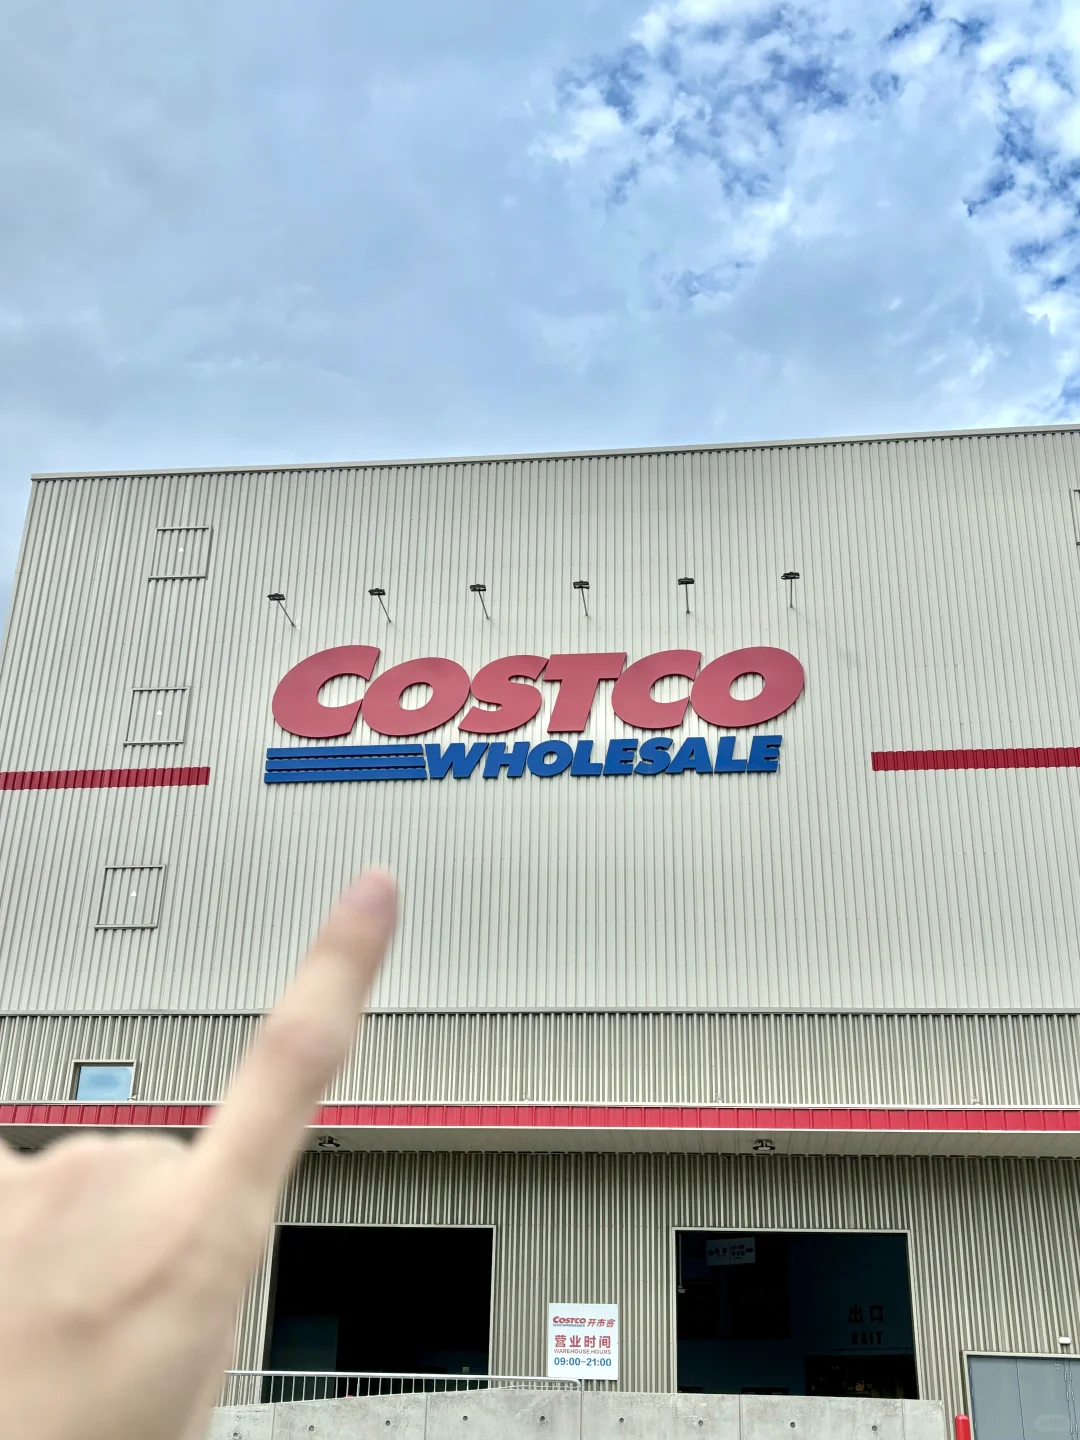 COSTCO
WHOLESALE
COSTCO 开市客
WHOLESALE
营业时间
WAREHOUSE HOURS
09:00-21:00
出口
EXIT